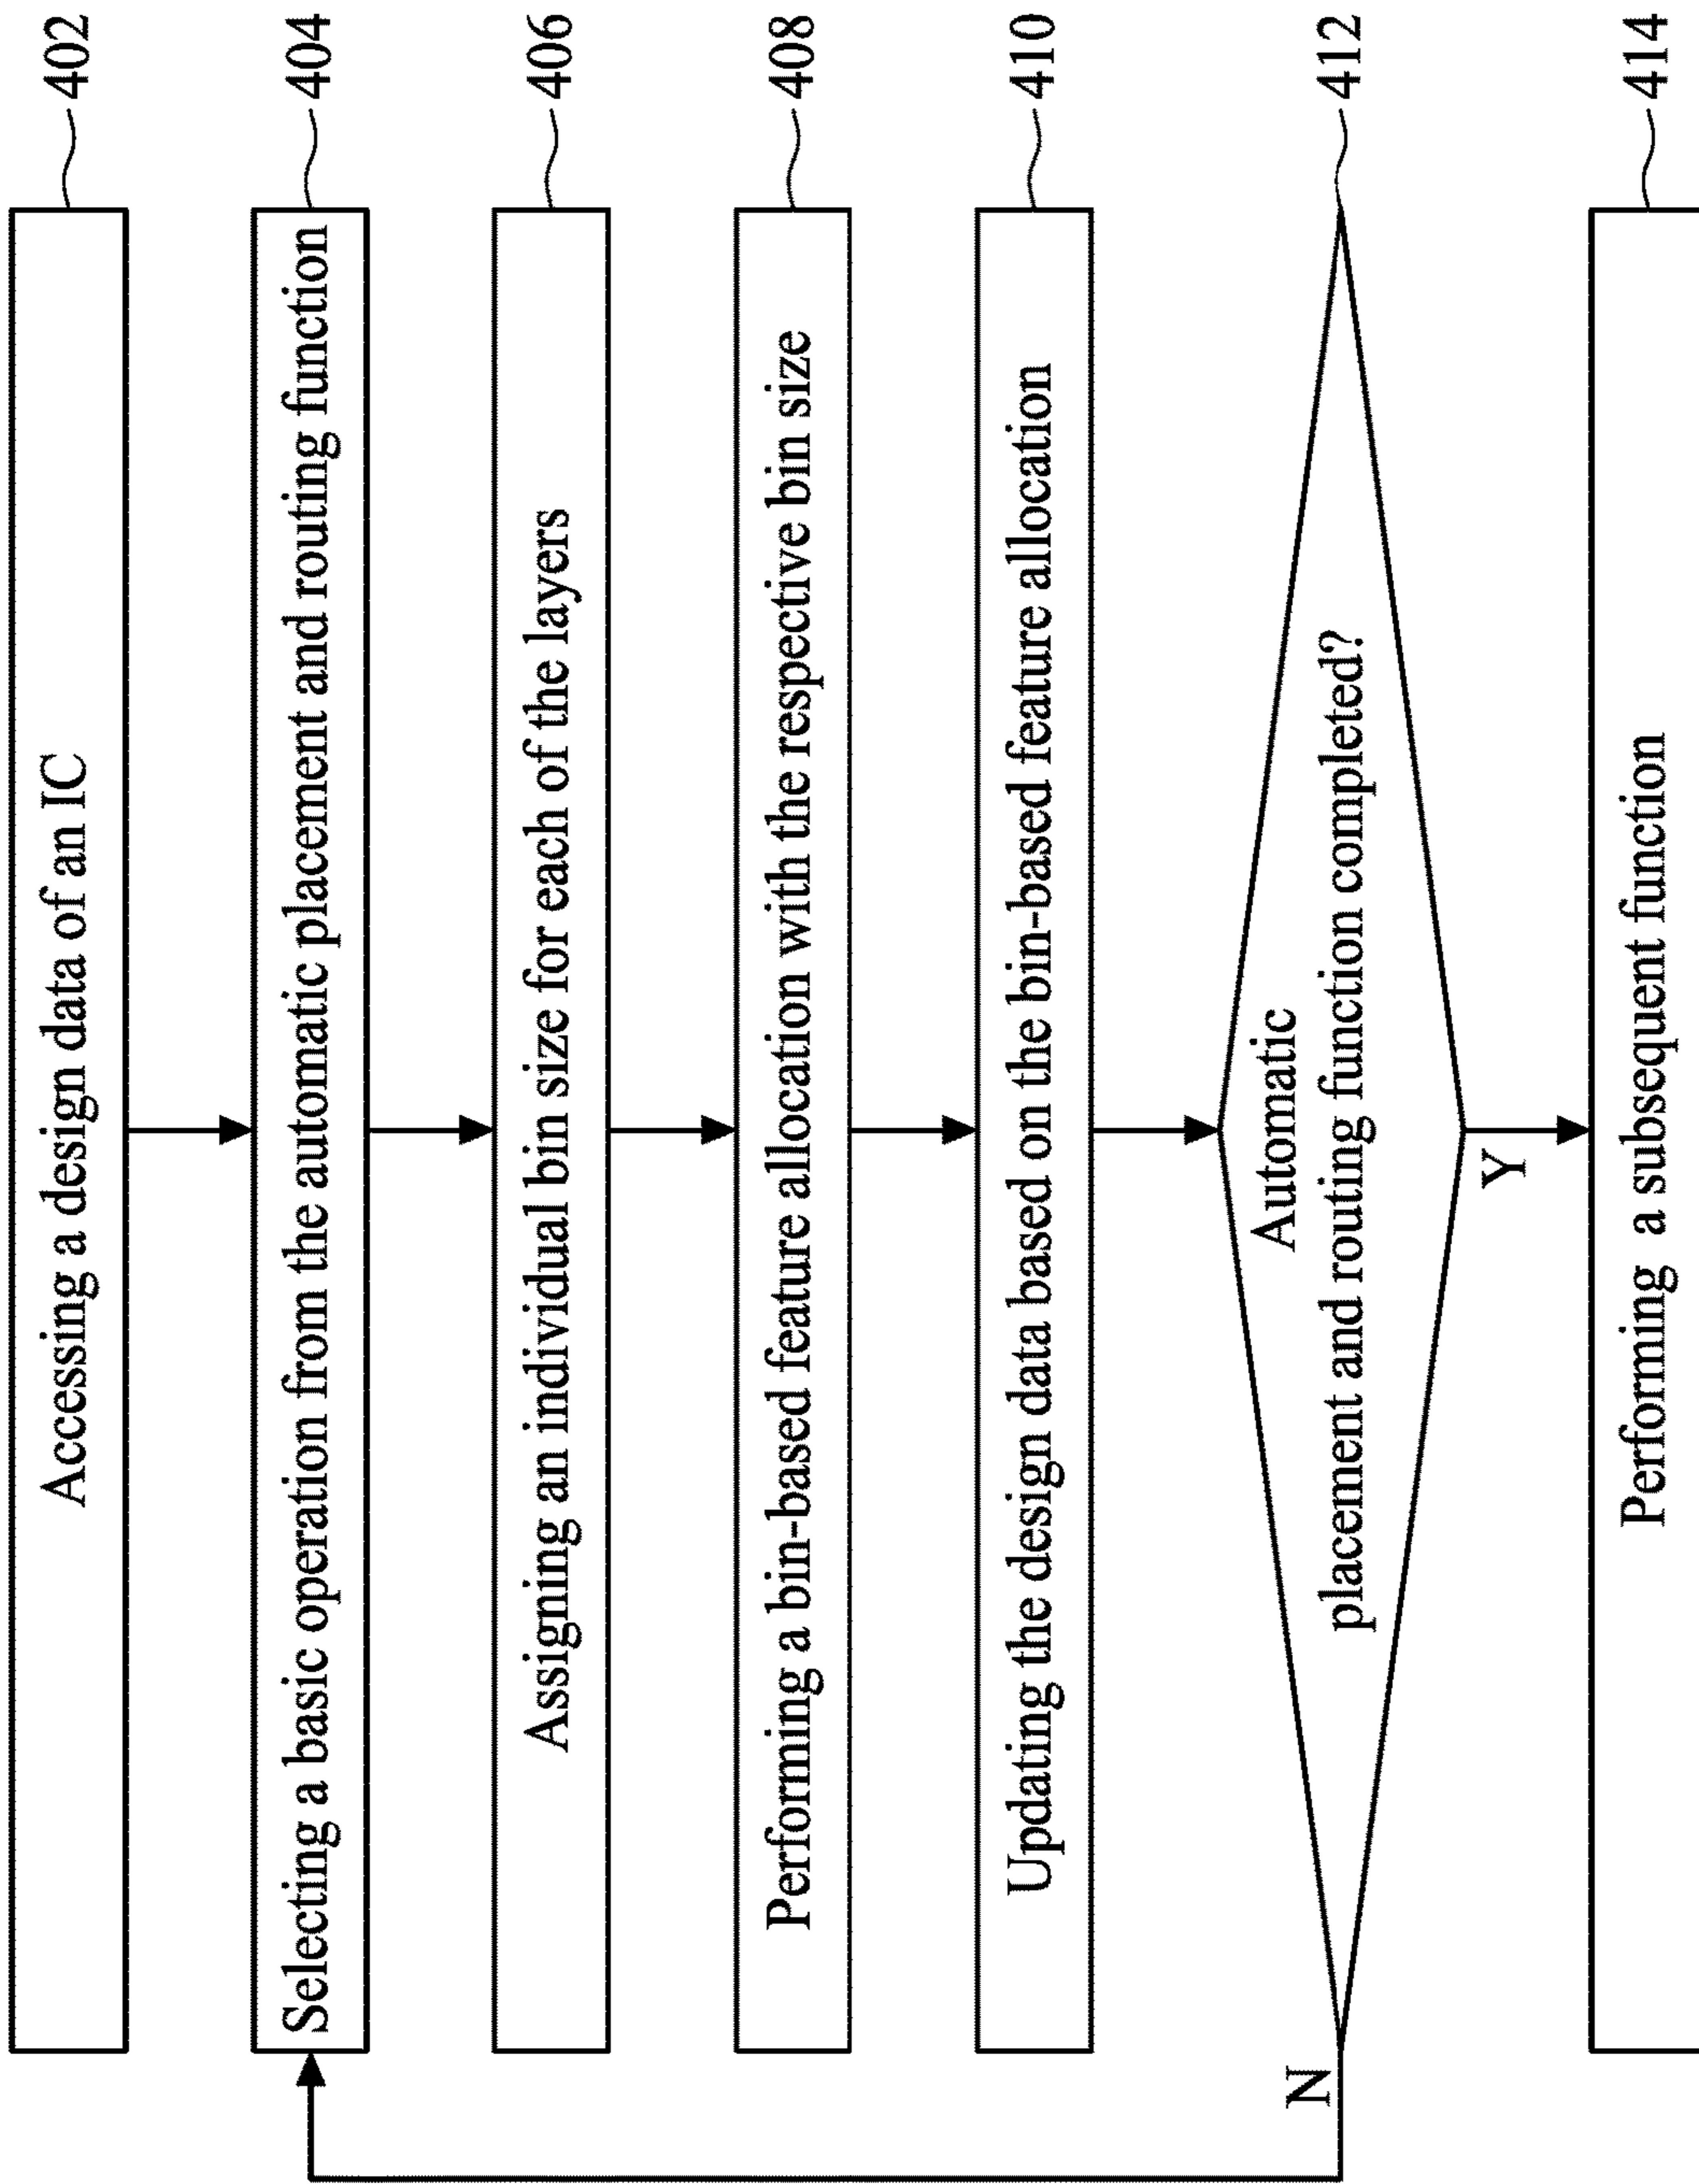 Accessing a design data of an IC
402
Selecting a basic operation from the automatic placement and routing function
404
Assigning an individual bin size for each of the layers
406
Performing a bin-based feature allocation with the respective bin size
408
Updating the design data based on the bin-based feature allocation
410
Automatic
placement and routing function completed?
412
N
Y
Performing a subsequent function
414